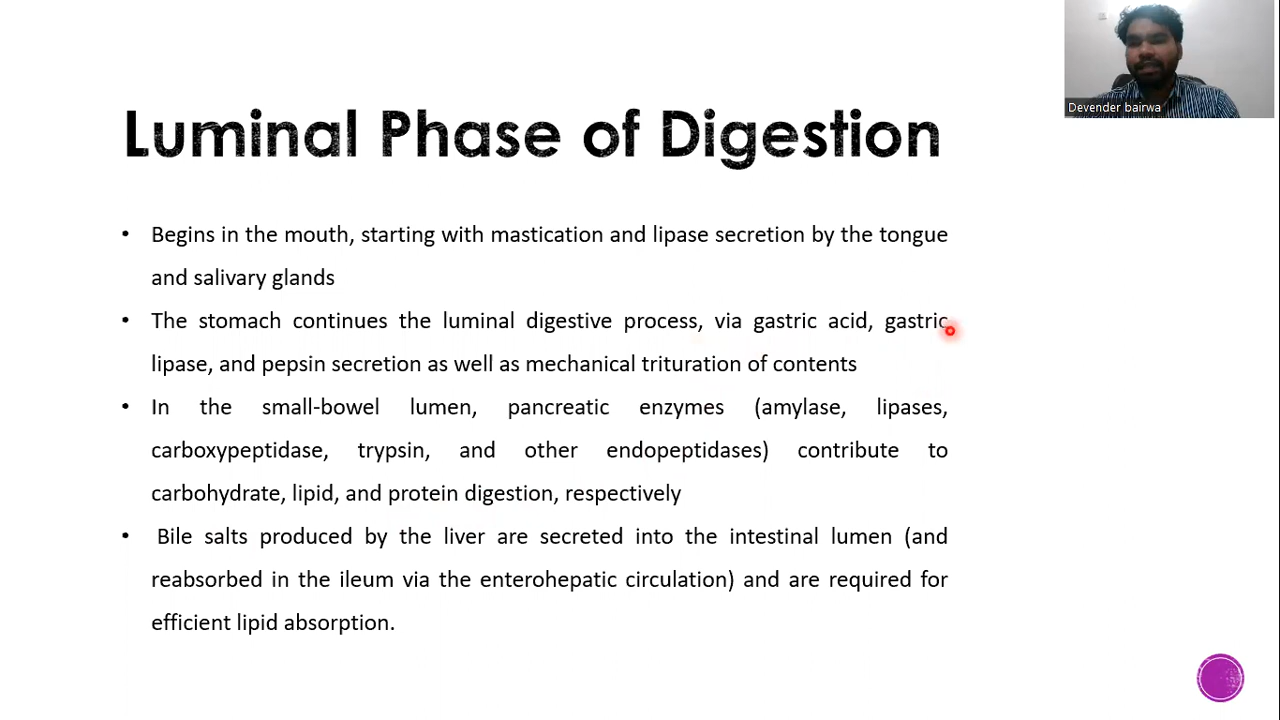 Devender bairwa
Luminal Phase of Digestion
• Begins in the mouth, starting with mastication and lipase secretion by the tongue
and salivary glands
• The stomach continues the luminal digestive process, via gastric acid, gastric
lipase, and pepsin secretion as well as mechanical trituration of contents
• In the small-bowel lumen, pancreatic enzymes (amylase, lipases,
carboxypeptidase, trypsin, and other endopeptidases) contribute to
carbohydrate, lipid, and protein digestion, respectively
• Bile salts produced by the liver are secreted into the intestinal lumen (and
reabsorbed in the ileum via the enterohepatic circulation) and are required for
efficient lipid absorption.